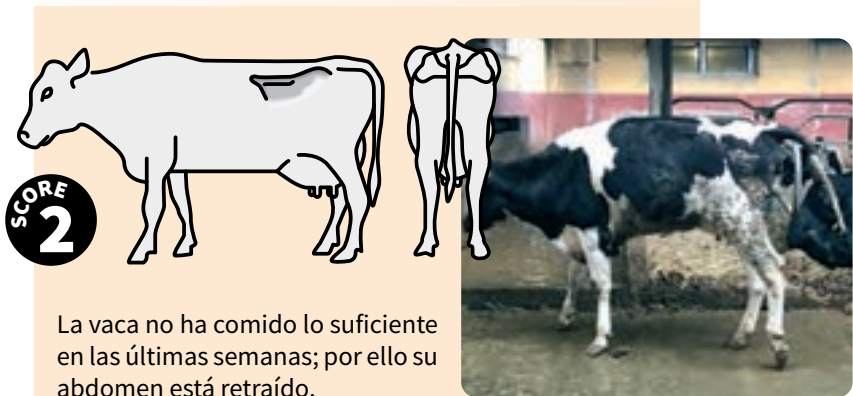 SCORE
2
La vaca no ha comido lo suficiente
en las últimas semanas; por ello su
abdomen está retraído.